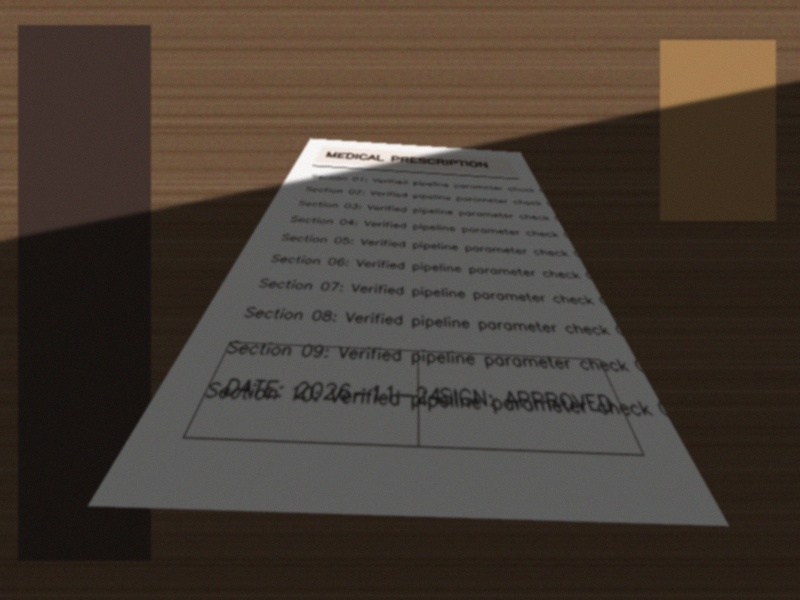 MEDICAL PRESCRIPTION
Section 01: Verified pipeline parameter check
Section 02: Verified pipeline parameter check
Section 03: Verified pipeline parameter check
Section 04: Verified pipeline parameter check
Section 05: Verified pipeline parameter check
Section 06: Verified pipeline parameter check
Section 07: Verified pipeline parameter check
Section 08: Verified pipeline parameter check
Section 09: Verified pipeline parameter check
DATE: 2026-11-24 SIGN: APPROVED
Section 10: Verified pipeline parameter check